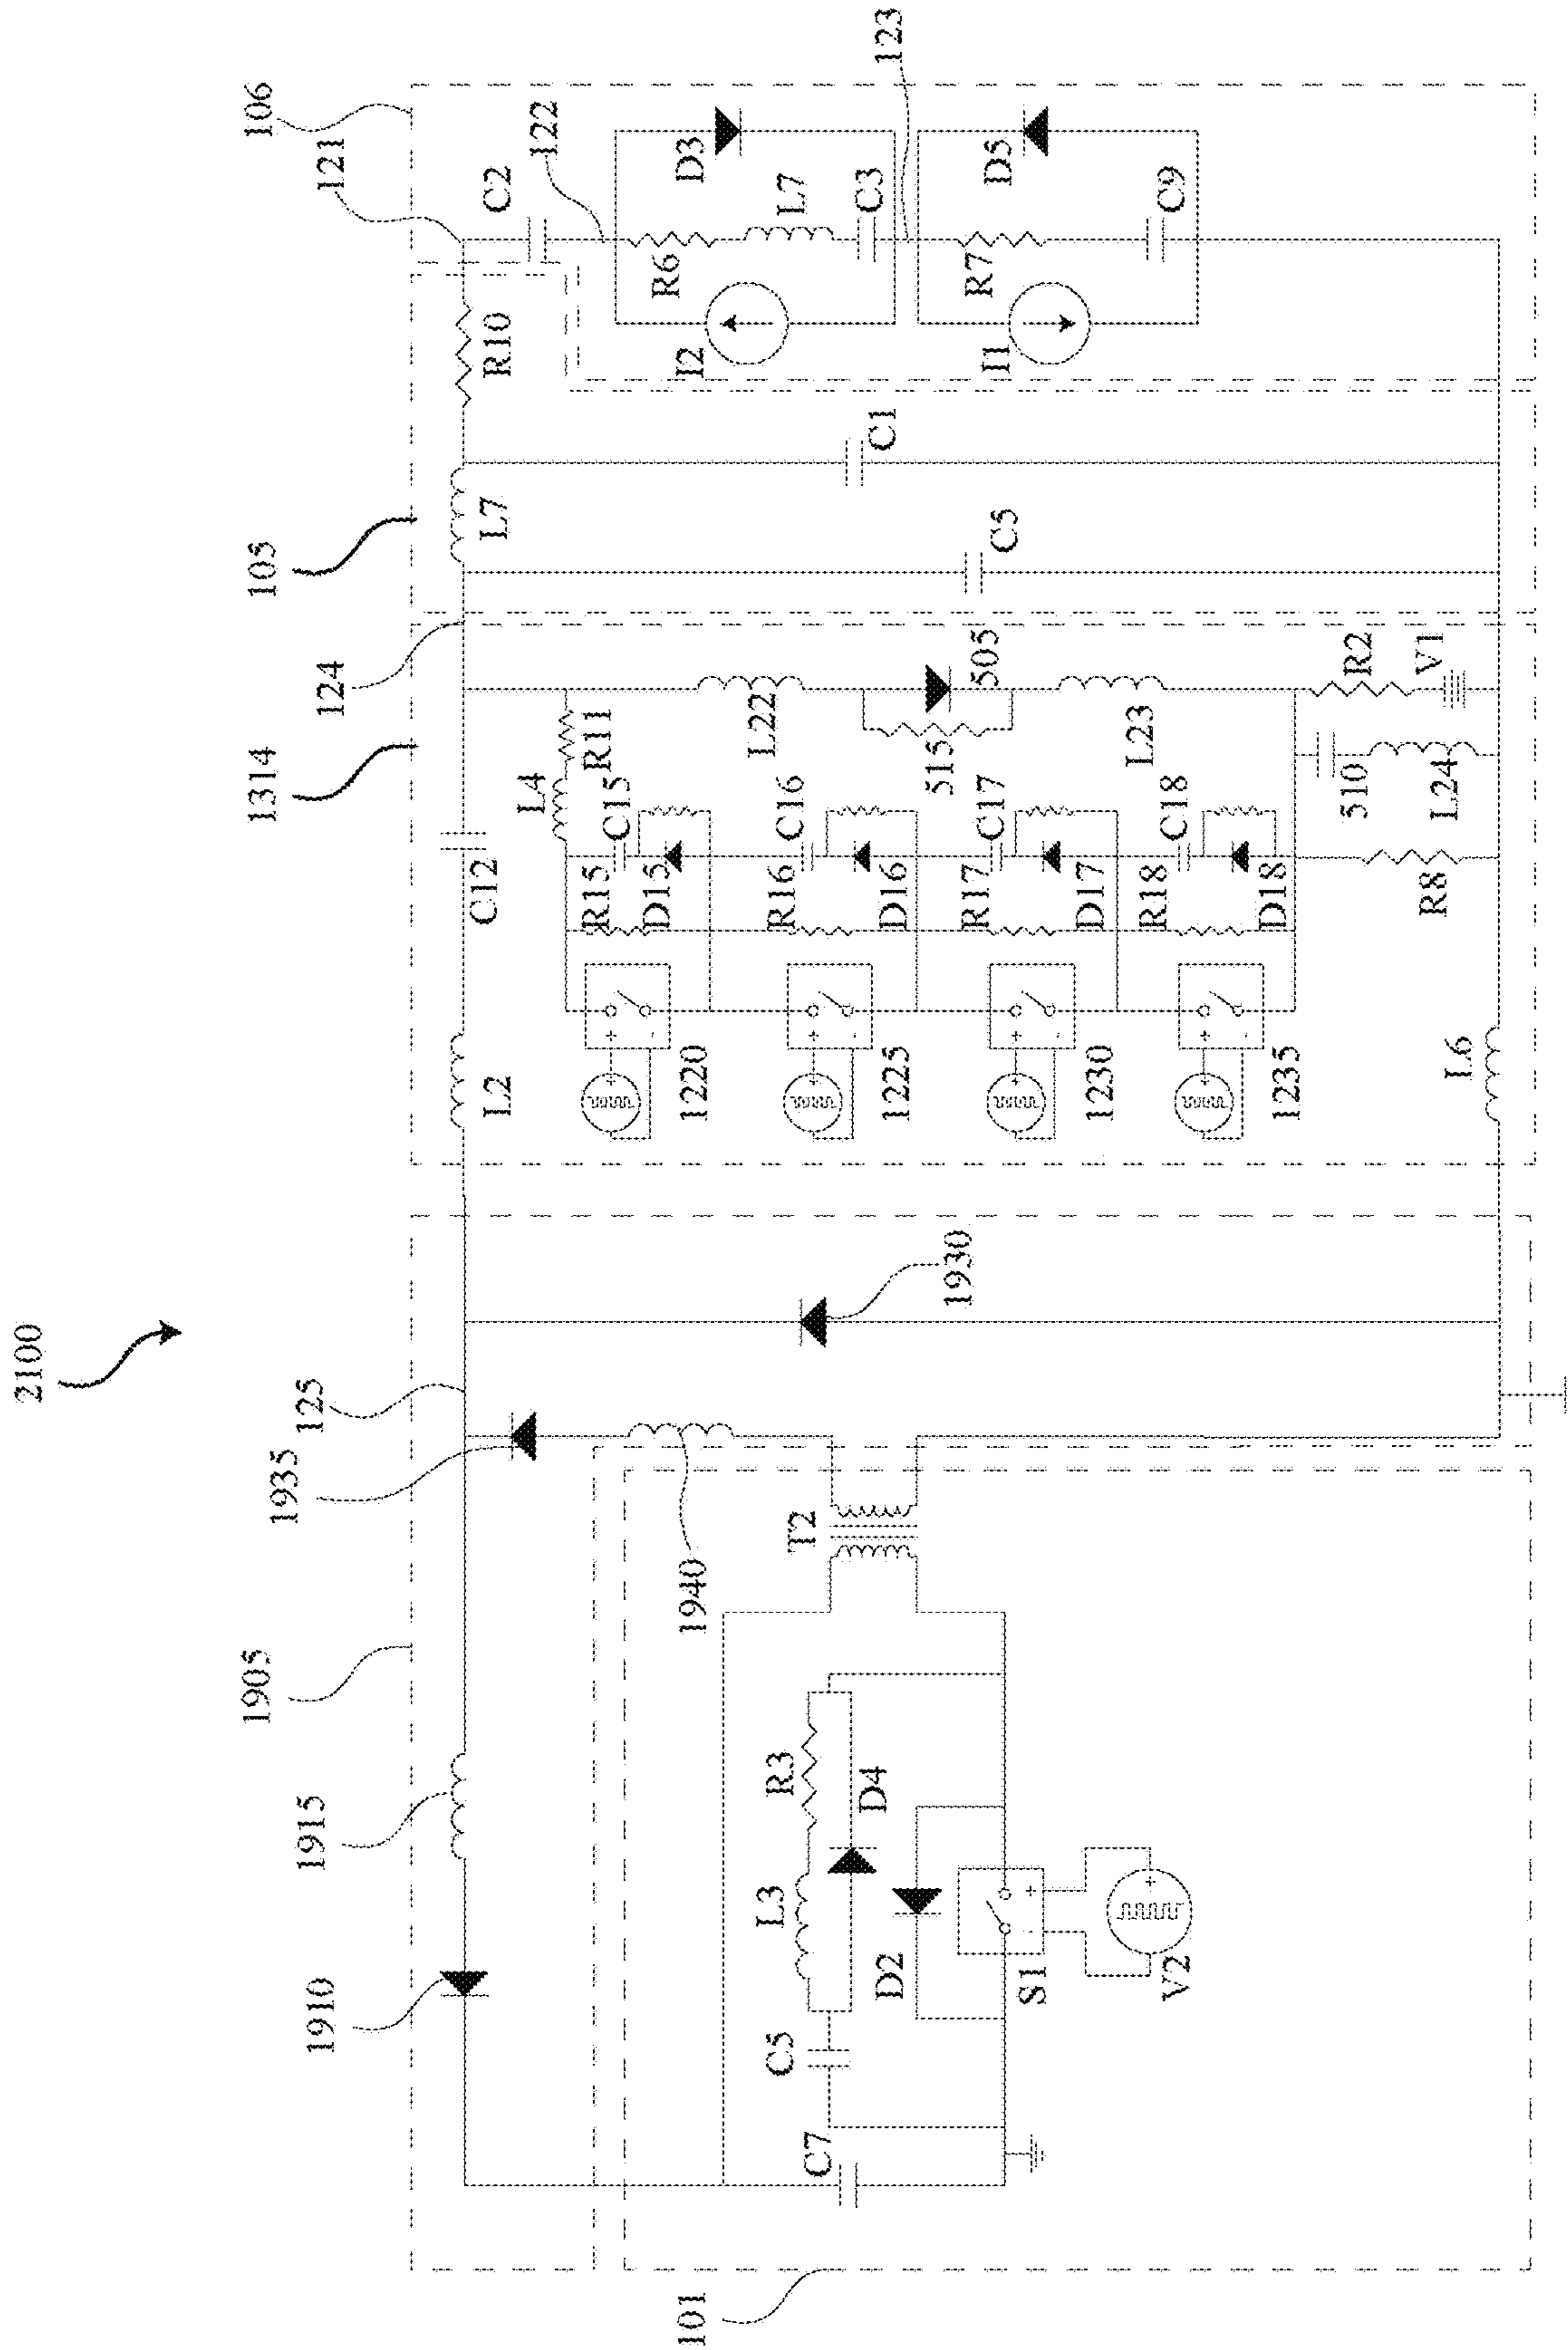 2100
101
1905
1910
1915
1935
125
1940
1930
T2
C7
C5
L3
R3
D4
D2
S1
V2
+
-
+
-
1314
124
L2
C12
L4
R11
R15
C15
D15
R16
C16
D16
R17
C17
D17
R18
C18
D18
1220
1225
1230
1235
+
-
+
-
+
-
+
-
L22
515
505
L23
510
L24
R2
V1
R8
L6
105
L7
R10
C5
C1
106
121
C2
122
R6
L7
C3
D3
I2
123
R7
C9
D5
I1